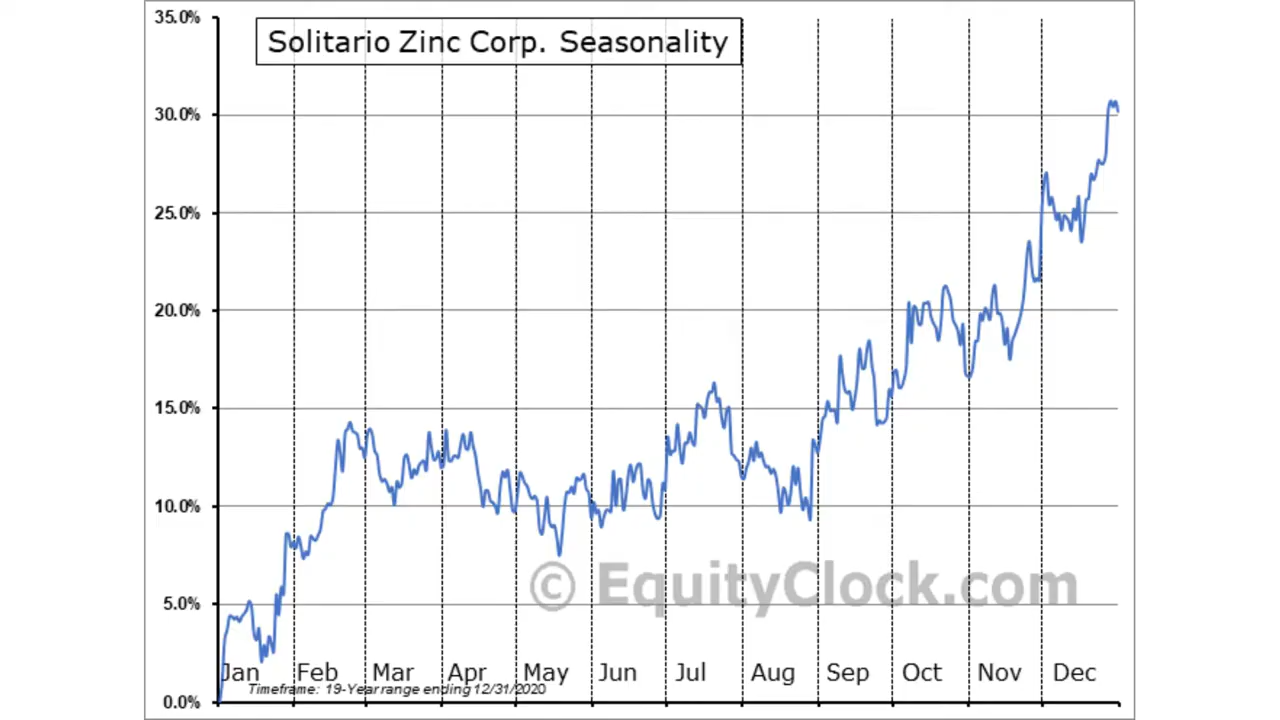 35.0%
Solitario Zinc Corp. Seasonality
30.0%
25.0%
20.0%
15.0%
10.0%
© EquityClock.com
5.0%
Jan Feb Mar Apr May Jun Jul Aug Sep Oct Nov Dec
Timeframe: 19-Year range ending 12/31/2020
0.0%